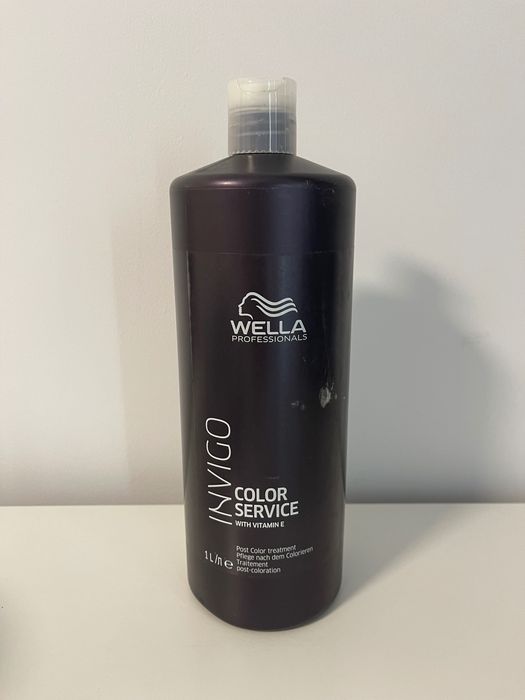 WELLA
PROFESSIONALS
INVIGO
COLOR
SERVICE
WITH VITAMIN E
1 L/л e
Post Color treatment
Pflege nach dem Colorieren
Traitement
post-coloration